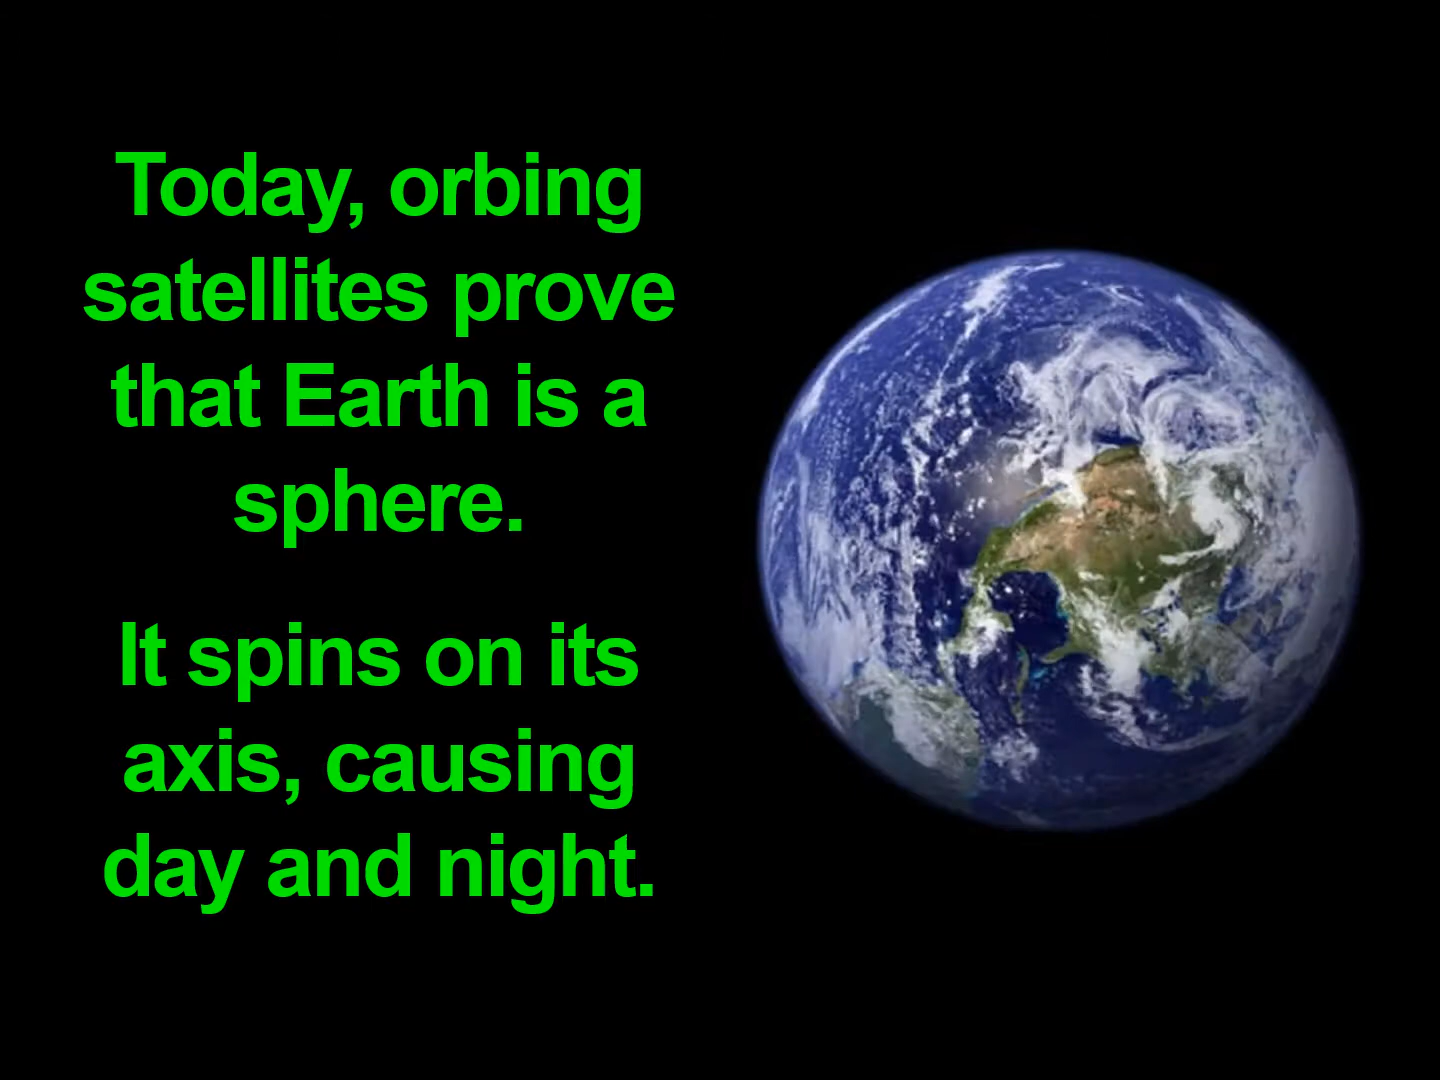 Today, orbing
satellites prove
that Earth is a
sphere.
It spins on its
axis, causing
day and night.